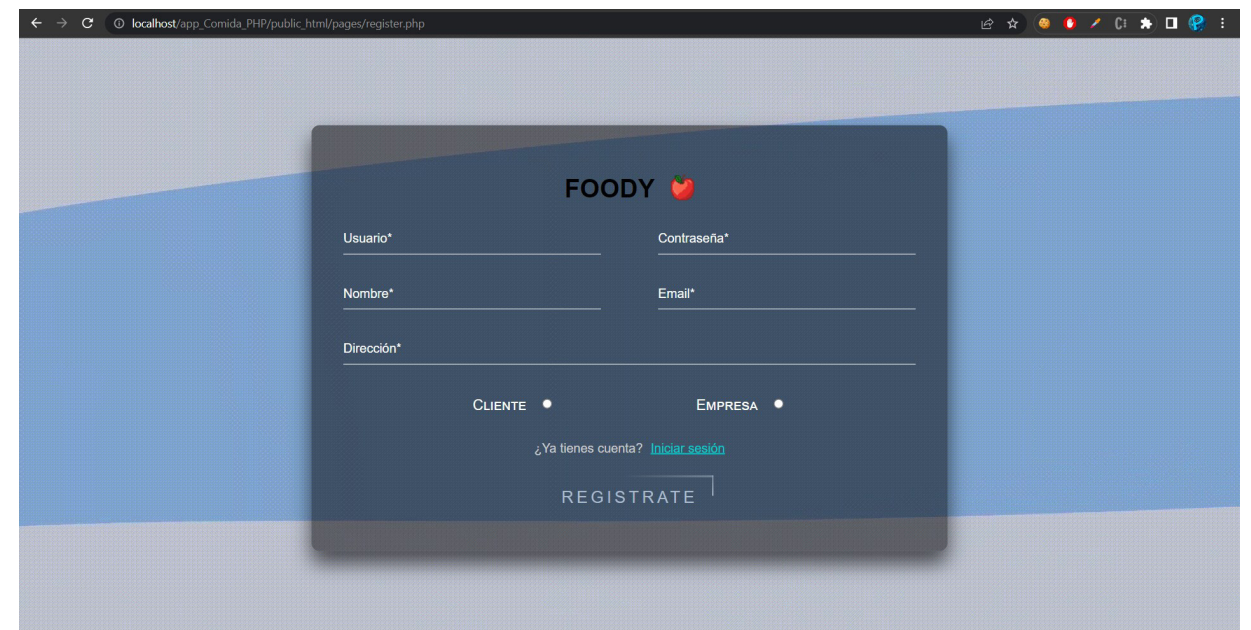 localhost/app_Comida_PHP/public_html/pages/register.php
FOODY
Usuario* Contraseña*
Nombre* Email*
Dirección*
CLIENTE EMPRESA
¿Ya tienes cuenta? Iniciar sesión
REGISTRATE